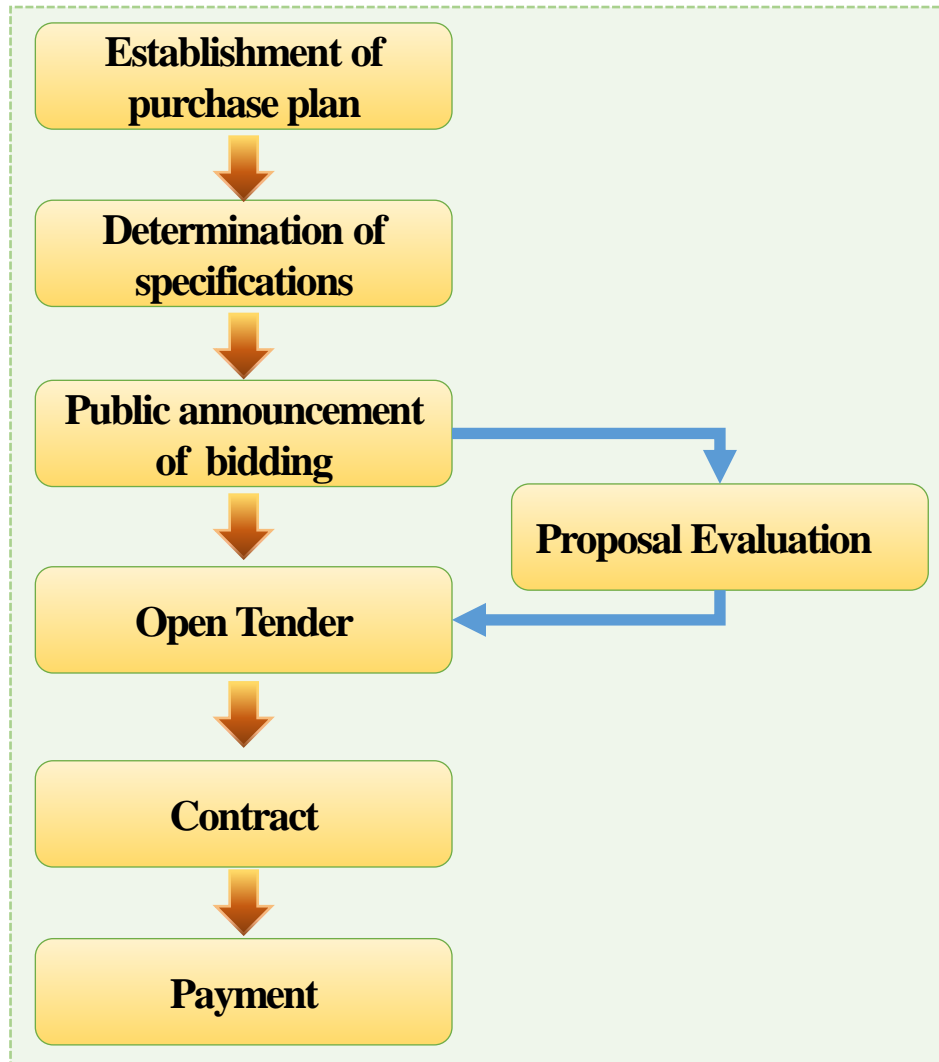 Establishment of
purchase plan
Determination of
specifications
Public announcement
of bidding
Proposal Evaluation
Open Tender
Contract
Payment